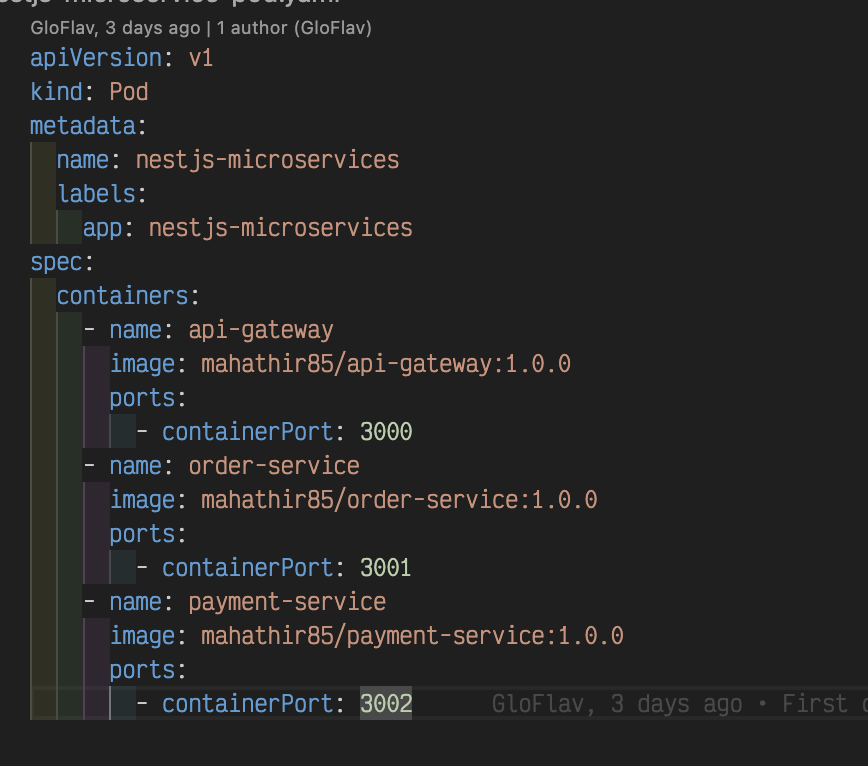 GloFlav, 3 days ago | 1 author (GloFlav)
apiVersion: v1
kind: Pod
metadata:
name: nestjs-microservices
labels:
app: nestjs-microservices
spec:
containers:
- name: api-gateway
image: mahathir85/api-gateway:1.0.0
ports:
- containerPort: 3000
- name: order-service
image: mahathir85/order-service:1.0.0
ports:
- containerPort: 3001
- name: payment-service
image: mahathir85/payment-service:1.0.0
ports:
- containerPort: 3002 GloFlav, 3 days ago • First